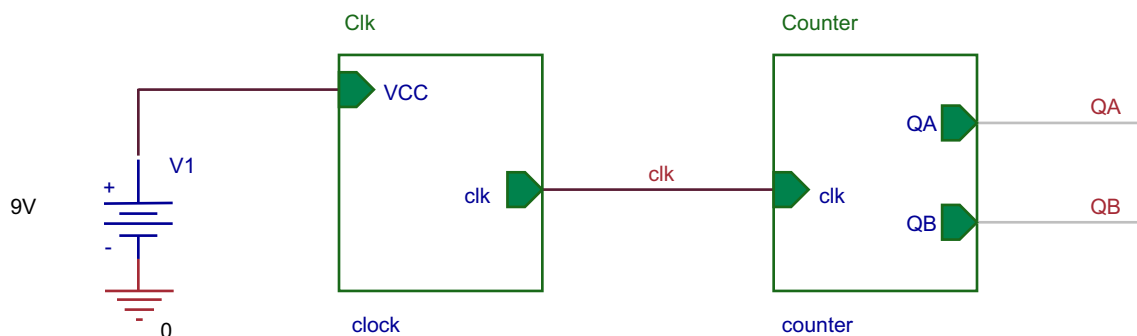 Clk
Counter
VCC
QA
QA
V1
+
clk
clk
clk
9V
QB
QB
-
0
clock
counter